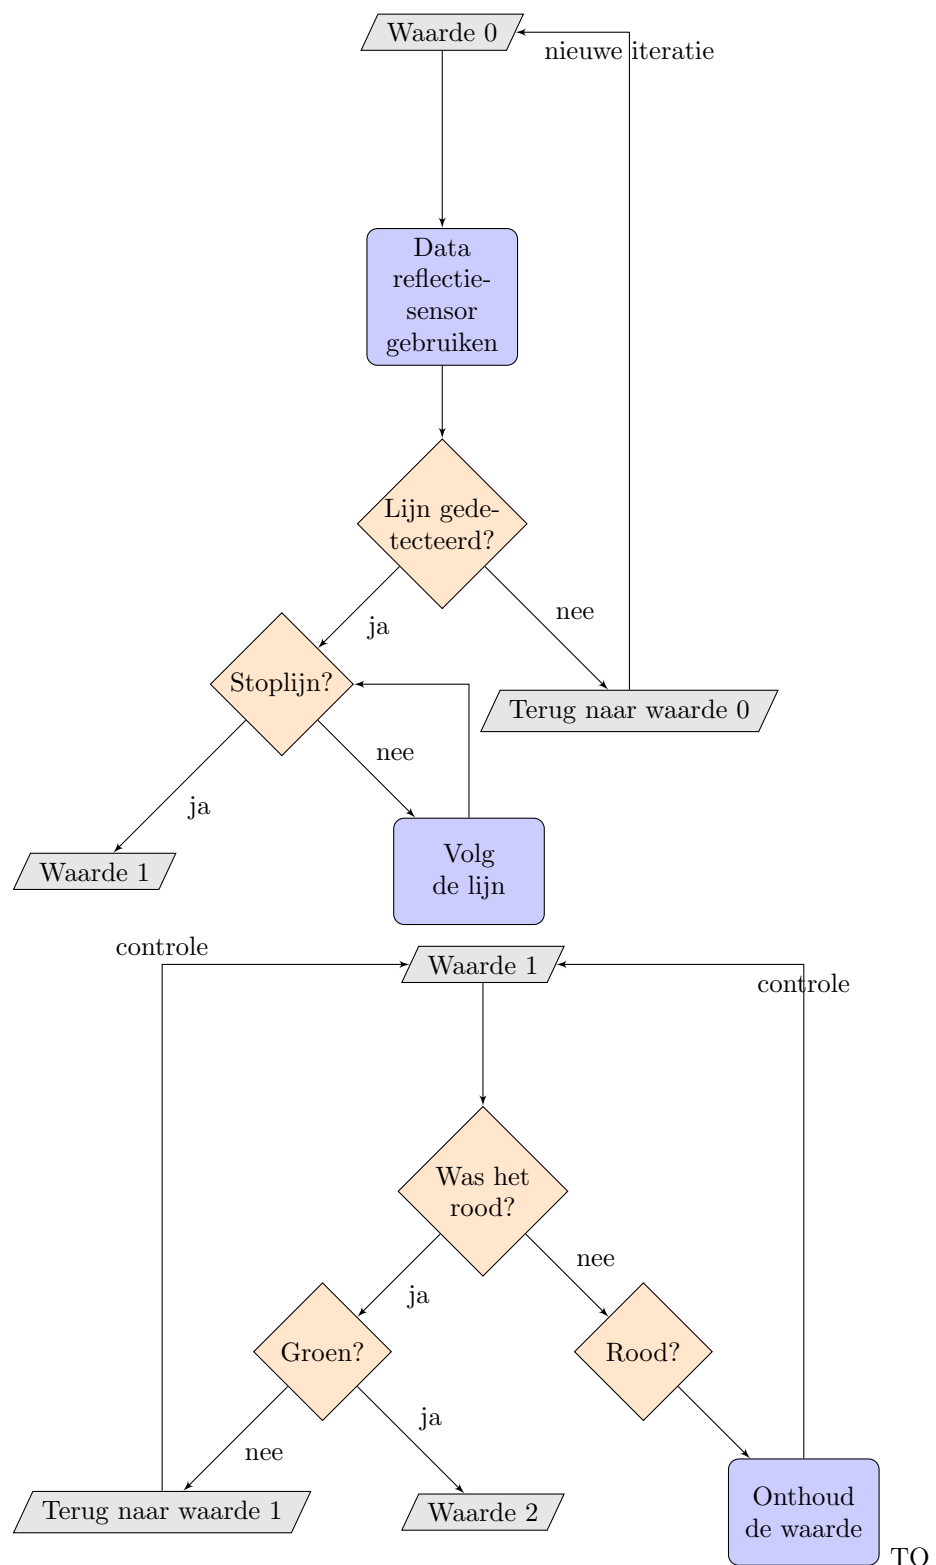 Waarde 0
nieuwe iteratie
Data
reflectie-
sensor
gebruiken
Lijn gede-
tecteerd?
nee
ja
Stoplijn?
Terug naar waarde 0
nee
ja
Volg
de lijn
Waarde 1
controle
Waarde 1
controle
Was het
rood?
nee
ja
Groen?
Rood?
ja
nee
Terug naar waarde 1
Waarde 2
Onthoud
de waarde
TO